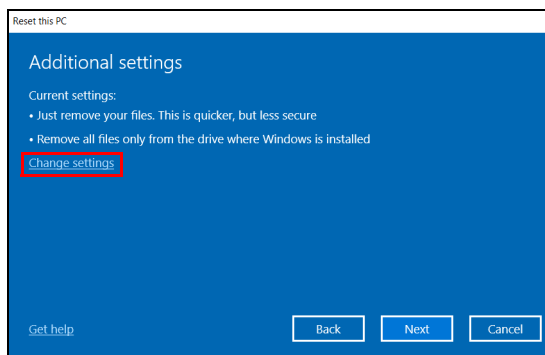 Reset this PC
Additional settings
Current settings:
• Just remove your files. This is quicker, but less secure
• Remove all files only from the drive where Windows is installed
Change settings
Get help
Back
Next
Cancel